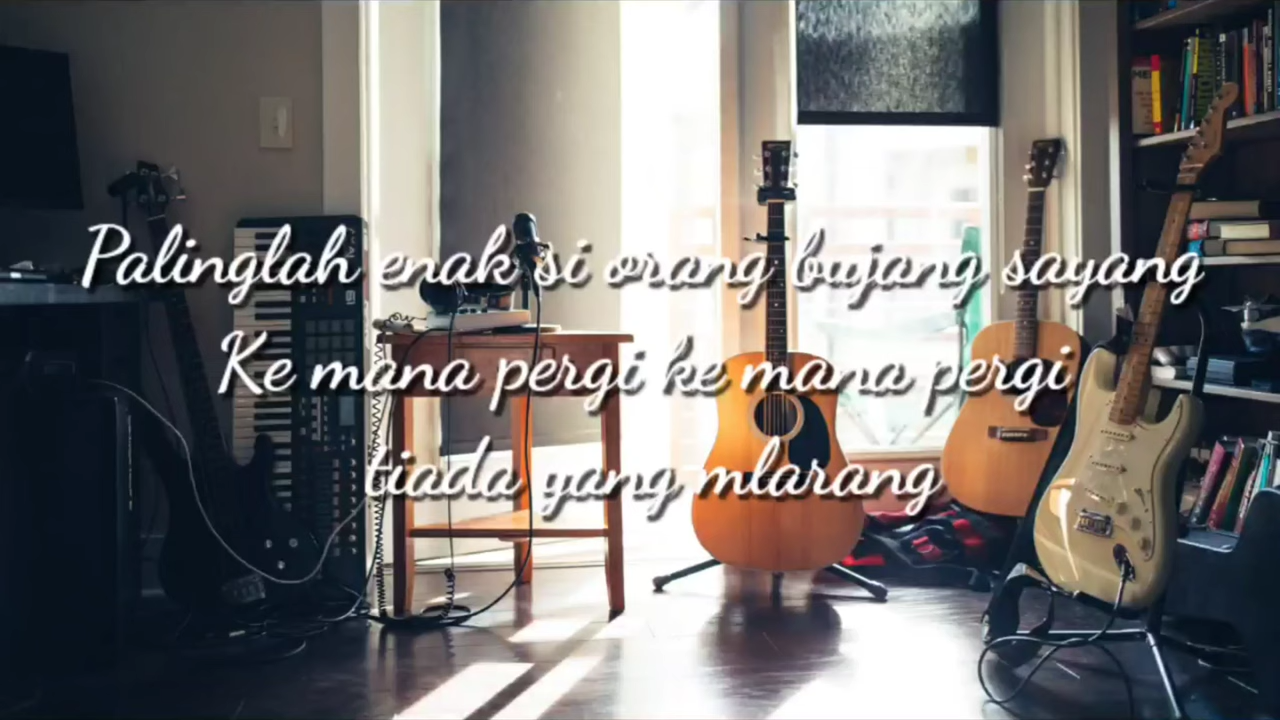 Palinglah enak si orang bujang sayang
Ke mana pergi ke mana pergi
tiada yang mlarang